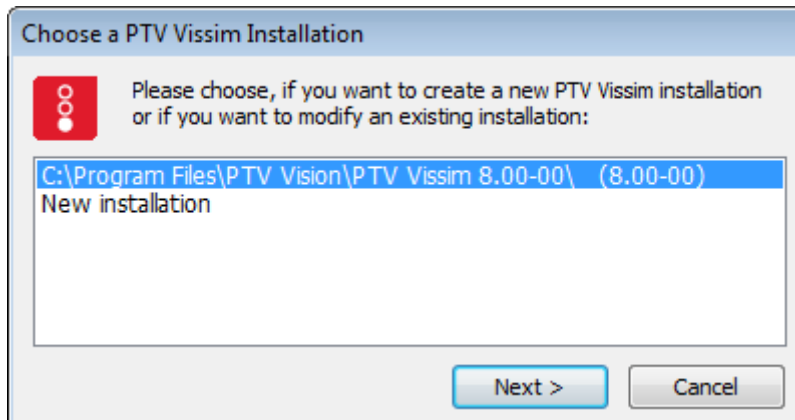 Choose a PTV Vissim Installation
Please choose, if you want to create a new PTV Vissim installation
or if you want to modify an existing installation:
C:\Program Files\PTV Vision\PTV Vissim 8.00-00\ (8.00-00)
New installation
Next >
Cancel